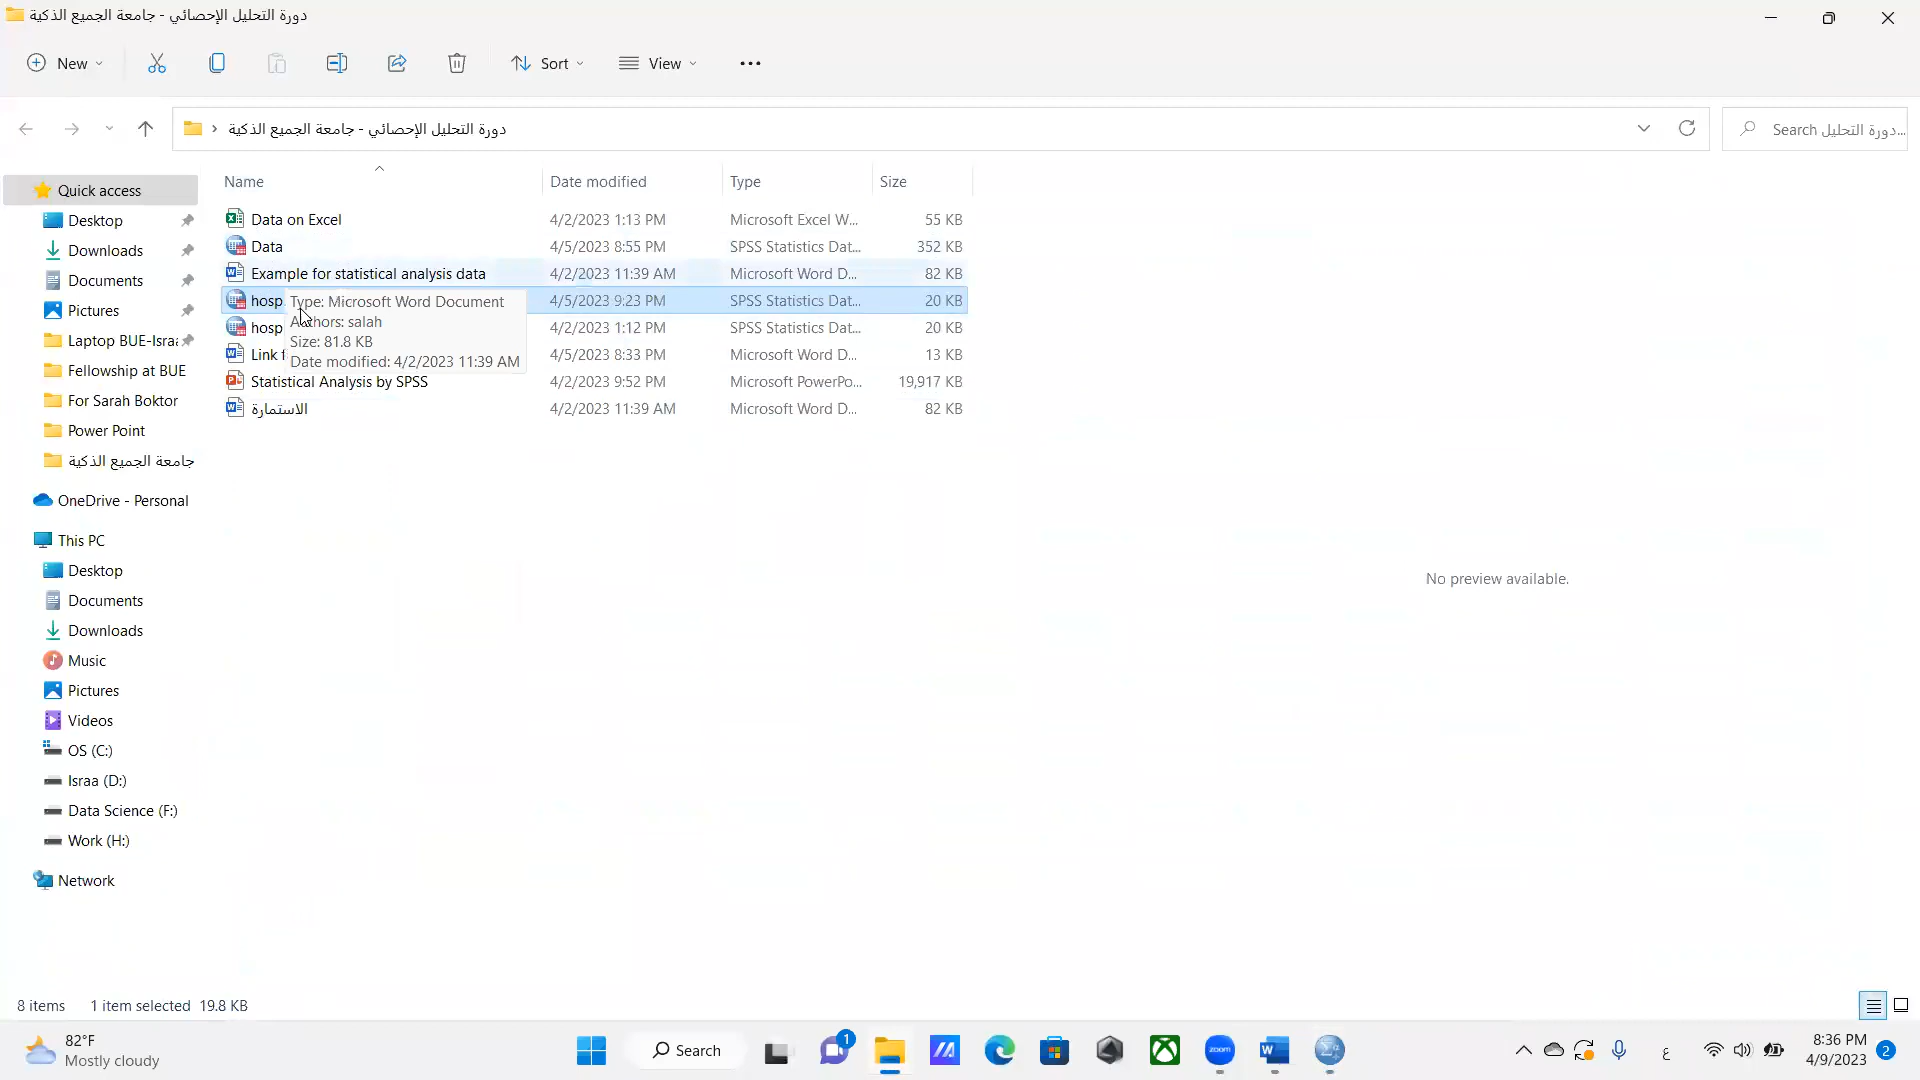 دورة التحليل الإحصائي - جامعة الجميع الذكية
New
Sort
View
دورة التحليل الإحصائي - جامعة الجميع الذكية
Search دورة التحليل...
Name
Date modified
Type
Size
Quick access
Desktop
Downloads
Documents
Pictures
Laptop BUE-Israa
Fellowship at BUE
For Sarah Boktor
Power Point
جامعة الجميع الذكية
OneDrive - Personal
This PC
Desktop
Documents
Downloads
Music
Pictures
Videos
OS (C:)
Israa (D:)
Data Science (F:)
Work (H:)
Network
Data on Excel 4/2/2023 1:13 PM Microsoft Excel W... 55 KB
Data 4/5/2023 8:55 PM SPSS Statistics Dat... 352 KB
Example for statistical analysis data 4/2/2023 11:39 AM Microsoft Word D... 82 KB
hosp 4/5/2023 9:23 PM SPSS Statistics Dat... 20 KB
hosp 4/2/2023 1:12 PM SPSS Statistics Dat... 20 KB
Link 4/5/2023 8:33 PM Microsoft Word D... 13 KB
Statistical Analysis by SPSS 4/2/2023 9:52 PM Microsoft PowerPo... 19,917 KB
الاستمارة 4/2/2023 11:39 AM Microsoft Word D... 82 KB
Type: Microsoft Word Document
Authors: salah
Size: 81.8 KB
Date modified: 4/2/2023 11:39 AM
No preview available.
8 items 1 item selected 19.8 KB
82°F
Mostly cloudy
Search
1
zoom
ع
8:36 PM
4/9/2023
2